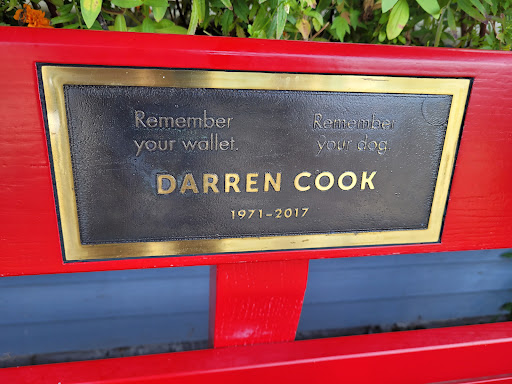 Remember
your wallet.
Remember
your dog.
DARREN COOK
1971–2017